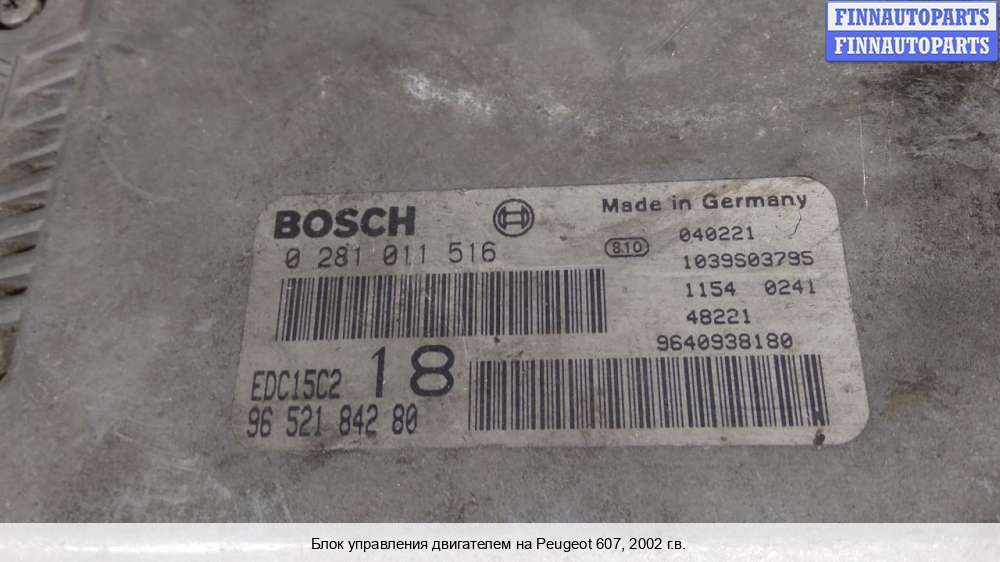 FINNAUTOPARTS
FINNAUTOPARTS
BOSCH
Made in Germany
0 281 011 516
8.10
040221
1039S03795
1154 0241
48221
9640938180
EDC15C2
18
96 521 842 80
Блок управления двигателем на Peugeot 607, 2002 г.в.